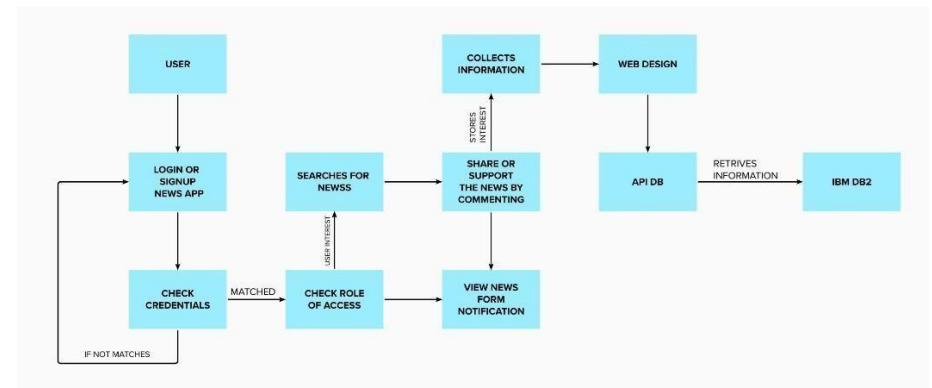 USER
COLLECTS
INFORMATION
WEB DESIGN
STORES
INTEREST
LOGIN OR
SIGNUP
NEWS APP
SEARCHES FOR
NEWSS
SHARE OR
SUPPORT
THE NEWS BY
COMMENTING
API DB
RETRIVES
INFORMATION
IBM DB2
USER INTEREST
CHECK
CREDENTIALS
MATCHED
CHECK ROLE
OF ACCESS
VIEW NEWS
FORM
NOTIFICATION
IF NOT MATCHES